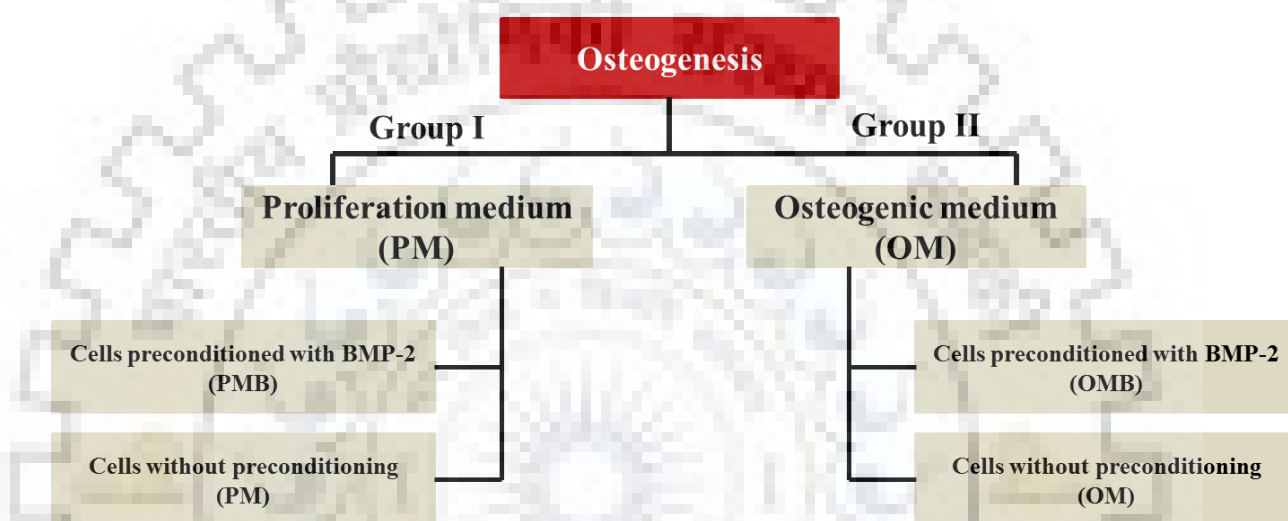 Osteogenesis
Group I
Group II
Proliferation medium
(PM)
Osteogenic medium
(OM)
Cells preconditioned with BMP-2
(PMB)
Cells preconditioned with BMP-2
(OMB)
Cells without preconditioning
(PM)
Cells without preconditioning
(OM)